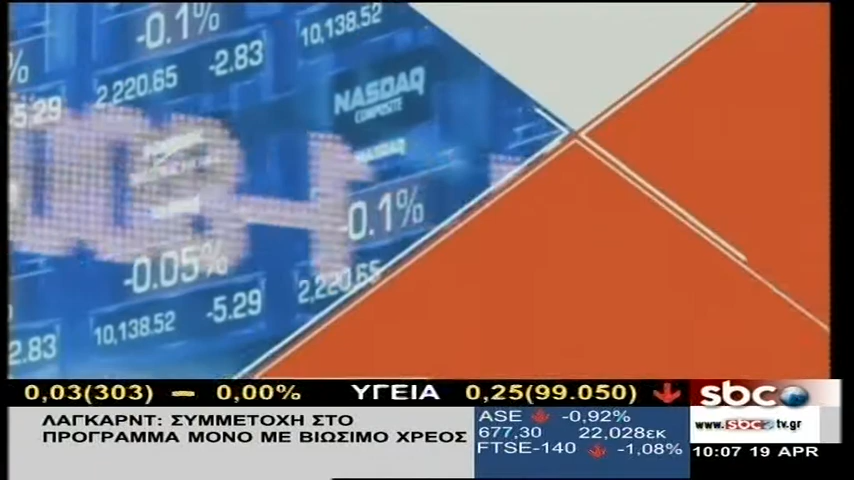 -0.1%
10,138.52
-2.83
2,220.65
NASDAQ
COMPOSITE
-5.29
NASDAQ
-0.1%
-0.05%
2,220.65
-5.29
10,138.52
-2.83
0,03(303) 0,00% ΥΓΕΙΑ 0,25(99.050)
sbc
ΛΑΓΚΑΡΝΤ: ΣΥΜΜΕΤΟΧΗ ΣΤΟ
ΠΡΟΓΡΑΜΜΑ ΜΟΝΟ ΜΕ ΒΙΩΣΙΜΟ ΧΡΕΟΣ
ASE -0,92%
677,30 22,028εκ
FTSE-140 -1,08%
www.sbctv.gr
10:07 19 APR